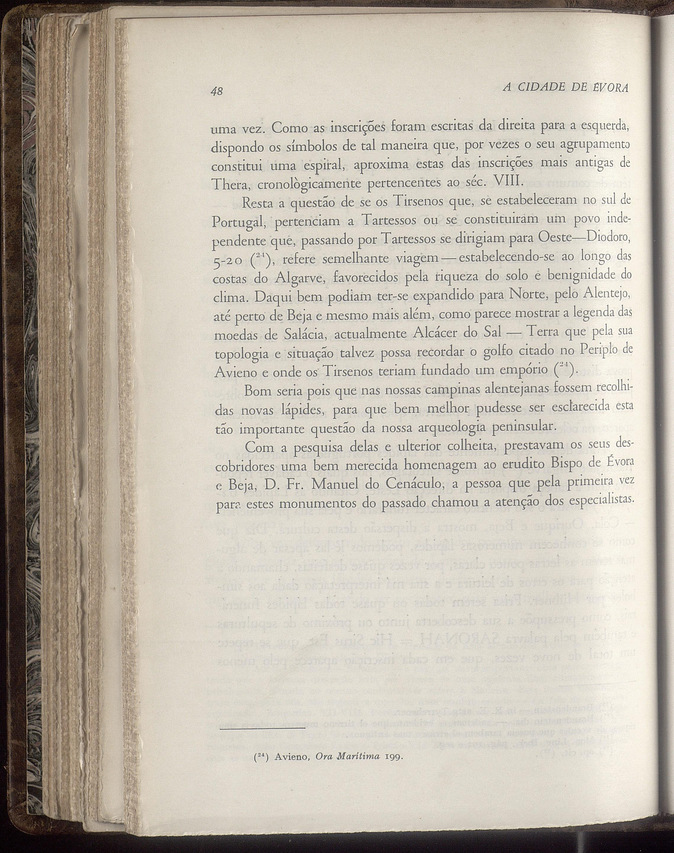 48
A CIDADE DE ÉVORA
uma vez. Como as inscrições foram escritas da direita para a esquerda,
dispondo os símbolos de tal maneira que, por vezes o seu agrupamento
constitui uma espiral, aproxima estas das inscrições mais antigas de
Thera, cronològicamente pertencentes ao séc. VIII.
Resta a questão de se os Tirsenos que, se estabeleceram no sul de
Portugal, pertenciam a Tartessos ou se constituiram um povo inde-
pendente que, passando por Tartessos se dirigiam para Oeste—Diodoro,
5-20 (²⁴), refere semelhante viagem — estabelecendo-se ao longo das
costas do Algarve, favorecidos pela riqueza do solo e benignidade do
clima. Daqui bem podiam ter-se expandido para Norte, pelo Alentejo,
até perto de Beja e mesmo mais além, como parece mostrar a legenda das
moedas de Salácia, actualmente Alcácer do Sal — Terra que pela sua
topologia e situação talvez possa recordar o golfo citado no Periplo de
Avieno e onde os Tirsenos teriam fundado um empório (²⁴).
Bom seria pois que nas nossas campinas alentejanas fossem recolhi-
das novas lápides, para que bem melhor pudesse ser esclarecida esta
tão importante questão da nossa arqueologia peninsular.
Com a pesquisa delas e ulterior colheita, prestavam os seus des-
cobridores uma bem merecida homenagem ao erudito Bispo de Évora
e Beja, D. Fr. Manuel do Cenáculo, a pessoa que pela primeira vez
para estes monumentos do passado chamou a atenção dos especialistas.
(²⁴) Avieno, Ora Marítima 199.